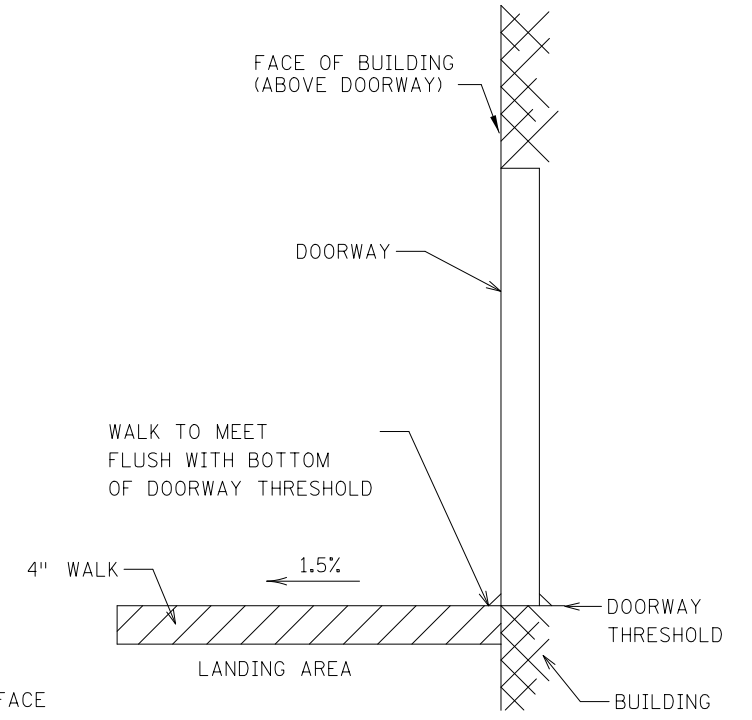 FACE OF BUILDING
(ABOVE DOORWAY)
DOORWAY
WALK TO MEET
FLUSH WITH BOTTOM
OF DOORWAY THRESHOLD
4" WALK
1.5%
DOORWAY
THRESHOLD
LANDING AREA
FACE
BUILDING